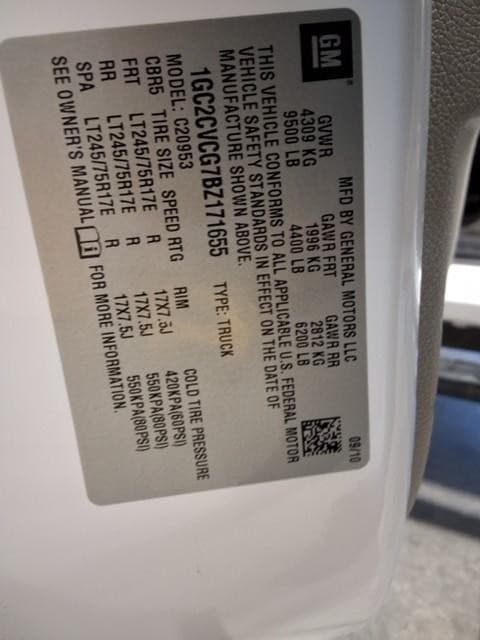 GM
MFD BY GENERAL MOTORS LLC 09/10
GVWR GAWR FRT GAWR RR
4309 KG 1996 KG 2812 KG
9500 LB 4400 LB 6200 LB
THIS VEHICLE CONFORMS TO ALL APPLICABLE U.S. FEDERAL MOTOR
VEHICLE SAFETY STANDARDS IN EFFECT ON THE DATE OF
MANUFACTURE SHOWN ABOVE.
1GC2CVCG7BZ171655 TYPE: TRUCK
MODEL: C20953
CBR5 TIRE SIZE SPEED RTG RIM COLD TIRE PRESSURE
FRT LT245/75R17E R 17X7.5J 420KPA(60PSI)
RR LT245/75R17E R 17X7.5J 550KPA(80PSI)
SPA LT245/75R17E R 17X7.5J 550KPA(80PSI)
SEE OWNER'S MANUAL i FOR MORE INFORMATION.